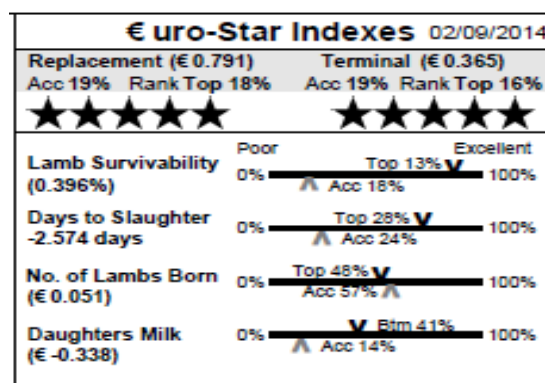 € uro-Star Indexes 02/09/2014
Replacement (€ 0.791) Terminal (€ 0.365)
Acc 19% Rank Top 18% Acc 19% Rank Top 16%
Poor Excellent
Lamb Survivability Top 13%
(0.396%) 0% 100%
Acc 18%
Days to Slaughter Top 28%
-2.574 days 0% 100%
Acc 24%
No. of Lambs Born Top 48%
(€ 0.051) 0% 100%
Acc 57%
Daughters Milk 0% Btm 41% 100%
(€ -0.338) Acc 14%